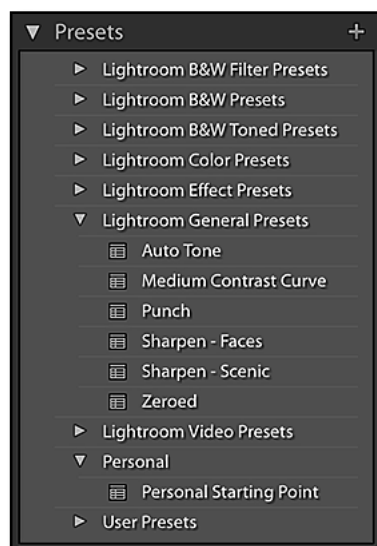 Presets
Lightroom B&W Filter Presets
Lightroom B&W Presets
Lightroom B&W Toned Presets
Lightroom Color Presets
Lightroom Effect Presets
Lightroom General Presets
Auto Tone
Medium Contrast Curve
Punch
Sharpen - Faces
Sharpen - Scenic
Zeroed
Lightroom Video Presets
Personal
Personal Starting Point
User Presets